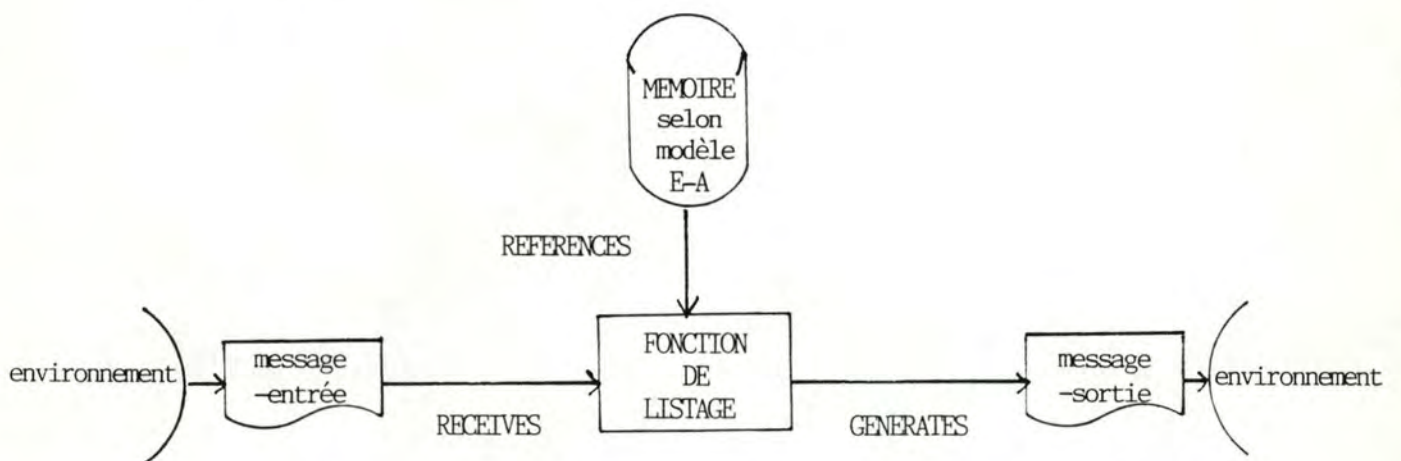 MEMOIRE
selon
modèle
E-A
REFERENCES
environnement
message
-entrée
RECEIVES
FONCTION
DE
LISTAGE
GENERATES
message
-sortie
environnement